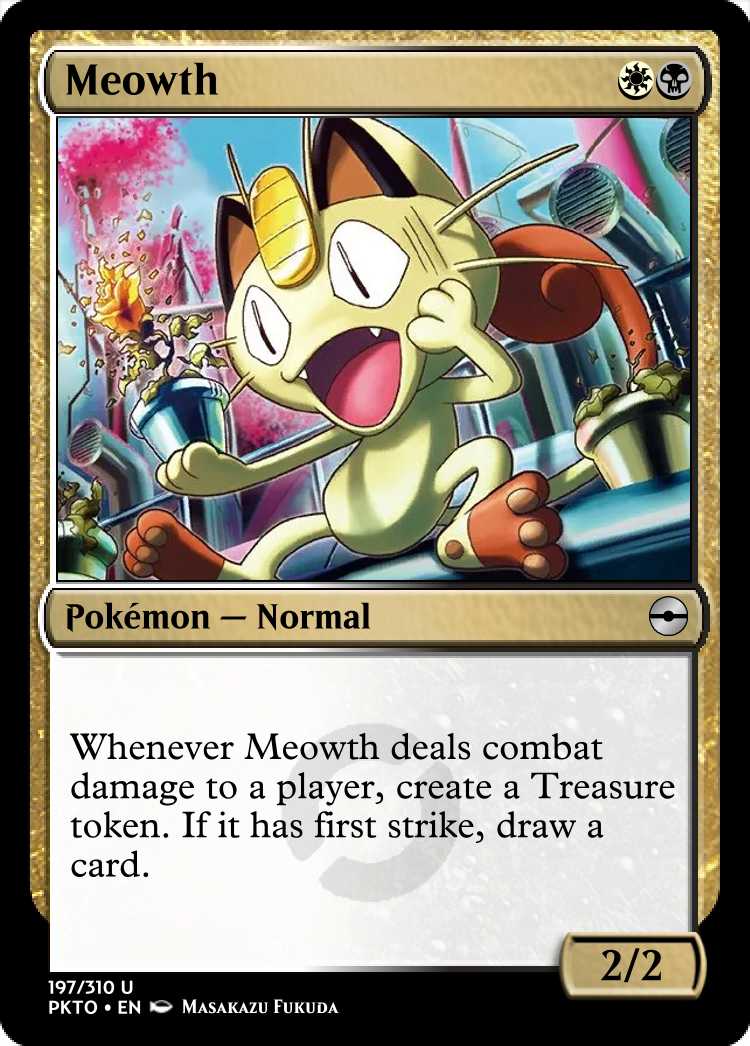 Meowth
Pokémon — Normal
Whenever Meowth deals combat
damage to a player, create a Treasure
token. If it has first strike, draw a
card.
2/2
197/310 U
PKTO • EN Masakazu Fukuda